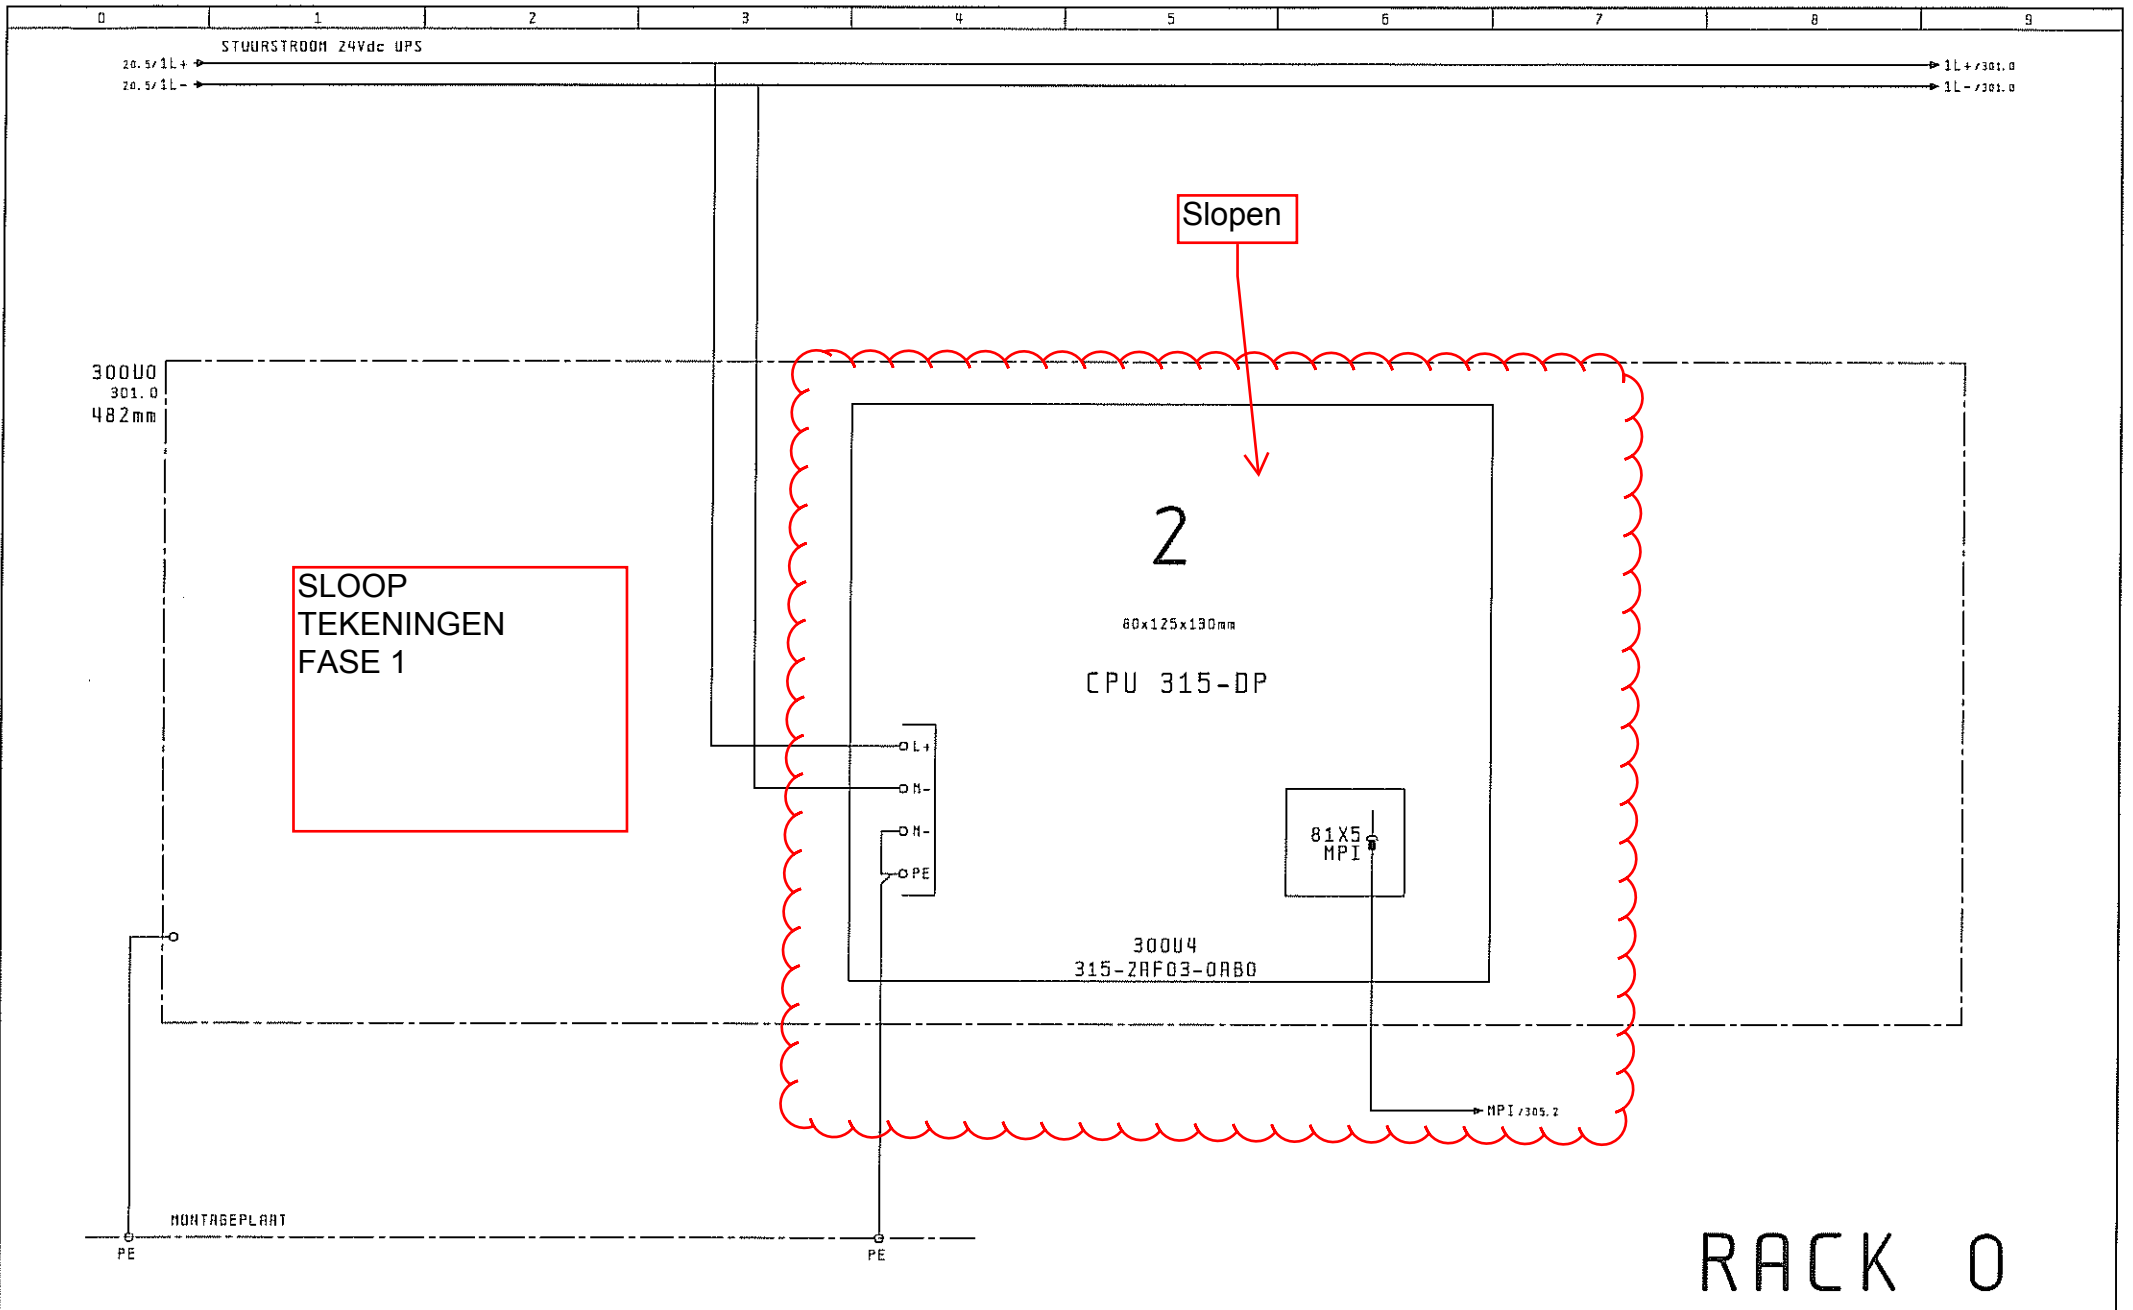 0 1 2 3 4 5 6 7 8 9
STUURSTROOM 24Vdc UPS
20.5/1L+
1L+/301.0
20.5/1L-
1L-/301.0
Slopen
300U0
301.0
482mm
2
SLOOP
TEKENINGEN
FASE 1
80x125x130mm
CPU 315-DP
L+
M-
M-
PE
81X5
MPI
300U4
315-2AF03-0AB0
MPI/305.2
MONTAGEPLAAT
PE
PE
RACK 0